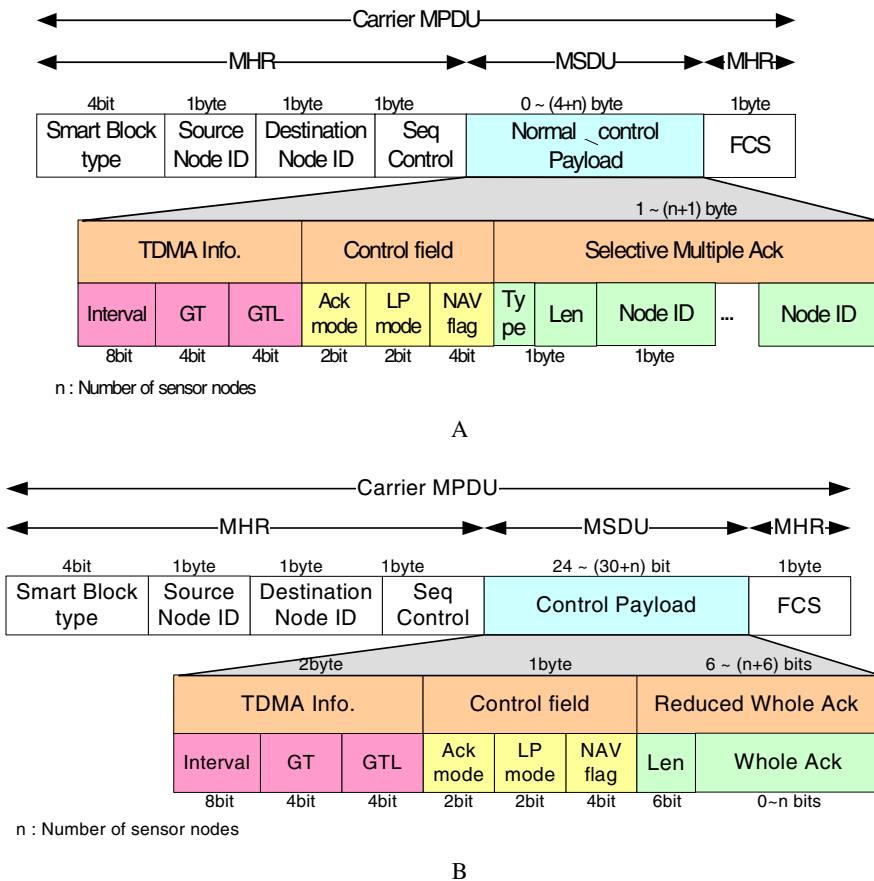 Carrier MPDU
MHR MSDU MHR
4bit 1byte 1byte 1byte 0 ~ (4+n) byte 1byte
Smart Block type
Source Node ID
Destination Node ID
Seq Control
Normal control Payload
FCS
1 ~ (n+1) byte
TDMA Info. Control field Selective Multiple Ack
Interval
GT
GTL
Ack mode
LP mode
NAV flag
Ty pe
Len
Node ID
...
Node ID
8bit 4bit 4bit 2bit 2bit 4bit 1byte 1byte
n : Number of sensor nodes
A
Carrier MPDU
MHR MSDU MHR
4bit 1byte 1byte 1byte 24 ~ (30+n) bit 1byte
Smart Block type
Source Node ID
Destination Node ID
Seq Control
Control Payload
FCS
2byte 1byte 6 ~ (n+6) bits
TDMA Info. Control field Reduced Whole Ack
Interval
GT
GTL
Ack mode
LP mode
NAV flag
Len
Whole Ack
8bit 4bit 4bit 2bit 2bit 4bit 6bit 0~n bits
n : Number of sensor nodes
B